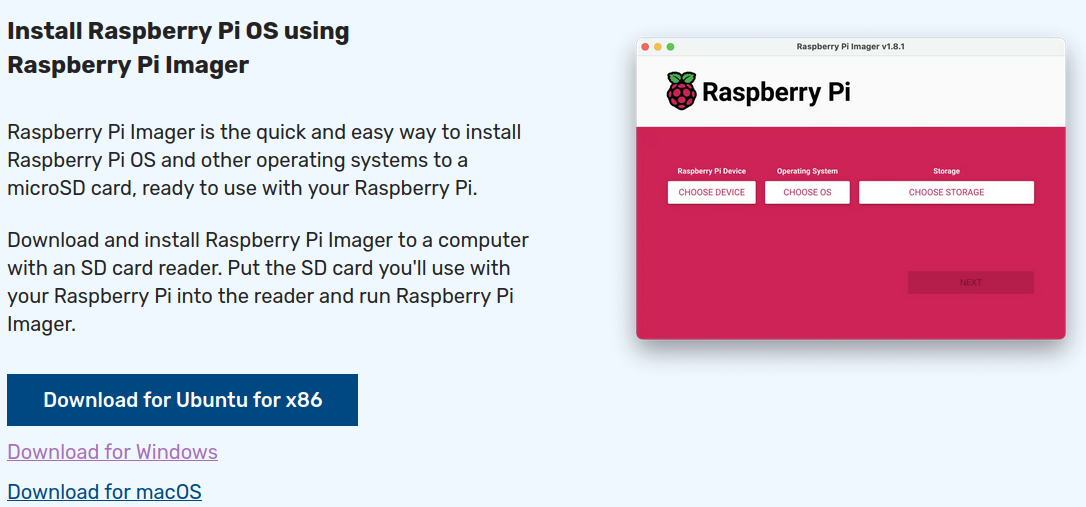 Install Raspberry Pi OS using
Raspberry Pi Imager
Raspberry Pi Imager is the quick and easy way to install
Raspberry Pi OS and other operating systems to a
microSD card, ready to use with your Raspberry Pi.
Download and install Raspberry Pi Imager to a computer
with an SD card reader. Put the SD card you'll use with
your Raspberry Pi into the reader and run Raspberry Pi
Imager.
Download for Ubuntu for x86
Download for Windows
Download for macOS
Raspberry Pi Imager v1.8.1
Raspberry Pi
Raspberry Pi Device Operating System Storage
CHOOSE DEVICE CHOOSE OS CHOOSE STORAGE
NEXT